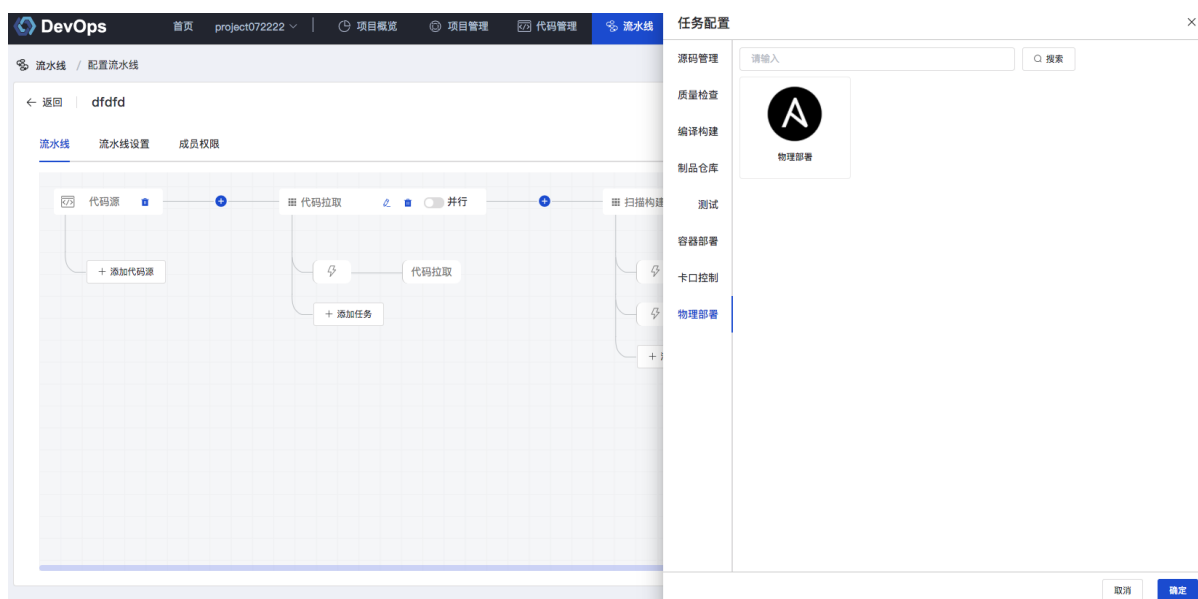 DevOps 首页 project072222 项目概览 项目管理 代码管理 流水线
流水线 / 配置流水线
返回 dfdfd
流水线 流水线设置 成员权限
代码源 代码拉取 并行 扫描构建
+ 添加代码源 代码拉取
+ 添加任务
+
任务配置
源码管理
质量检查
编译构建
制品仓库
测试
容器部署
卡口控制
物理部署
请输入 搜索
物理部署
取消 确定